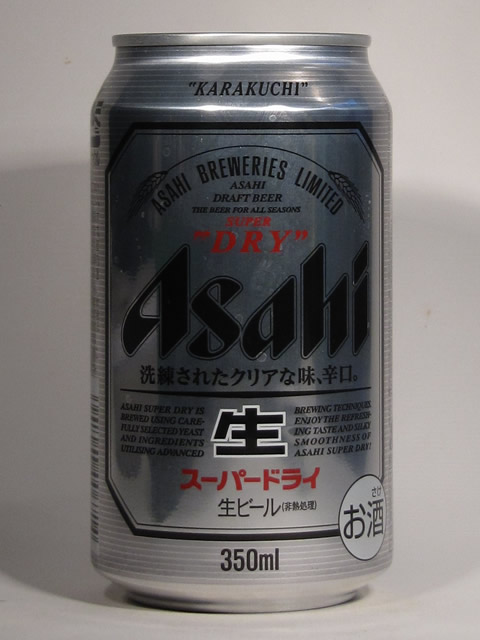 "KARAKUCHI"
ASAHI BREWERIES LIMITED
ASAHI
DRAFT BEER
THE BEER FOR ALL SEASONS
SUPER
"DRY"
Asahi
洗練されたクリアな味、辛口。
ASAHI SUPER DRY IS
BREWED USING CARE-
FULLY SELECTED YEAST
AND INGREDIENTS
UTILISING ADVANCED
生
BREWING TECHNIQUES
ENJOY THE REFRESH-
ING TASTE AND SILKY
SMOOTHNESS OF
ASAHI SUPER DRY!
スーパードライ
生ビール(非熱処理)
さけ
お酒
350ml